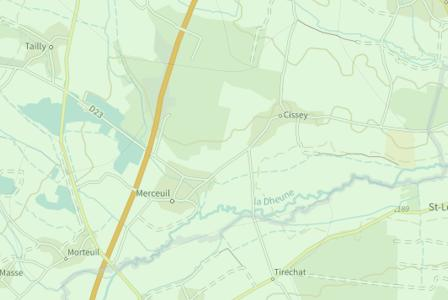 Tailly
D23
Cissey
Merceuil
la Dheune
St-L
Morteuil
Masse
Tirechat